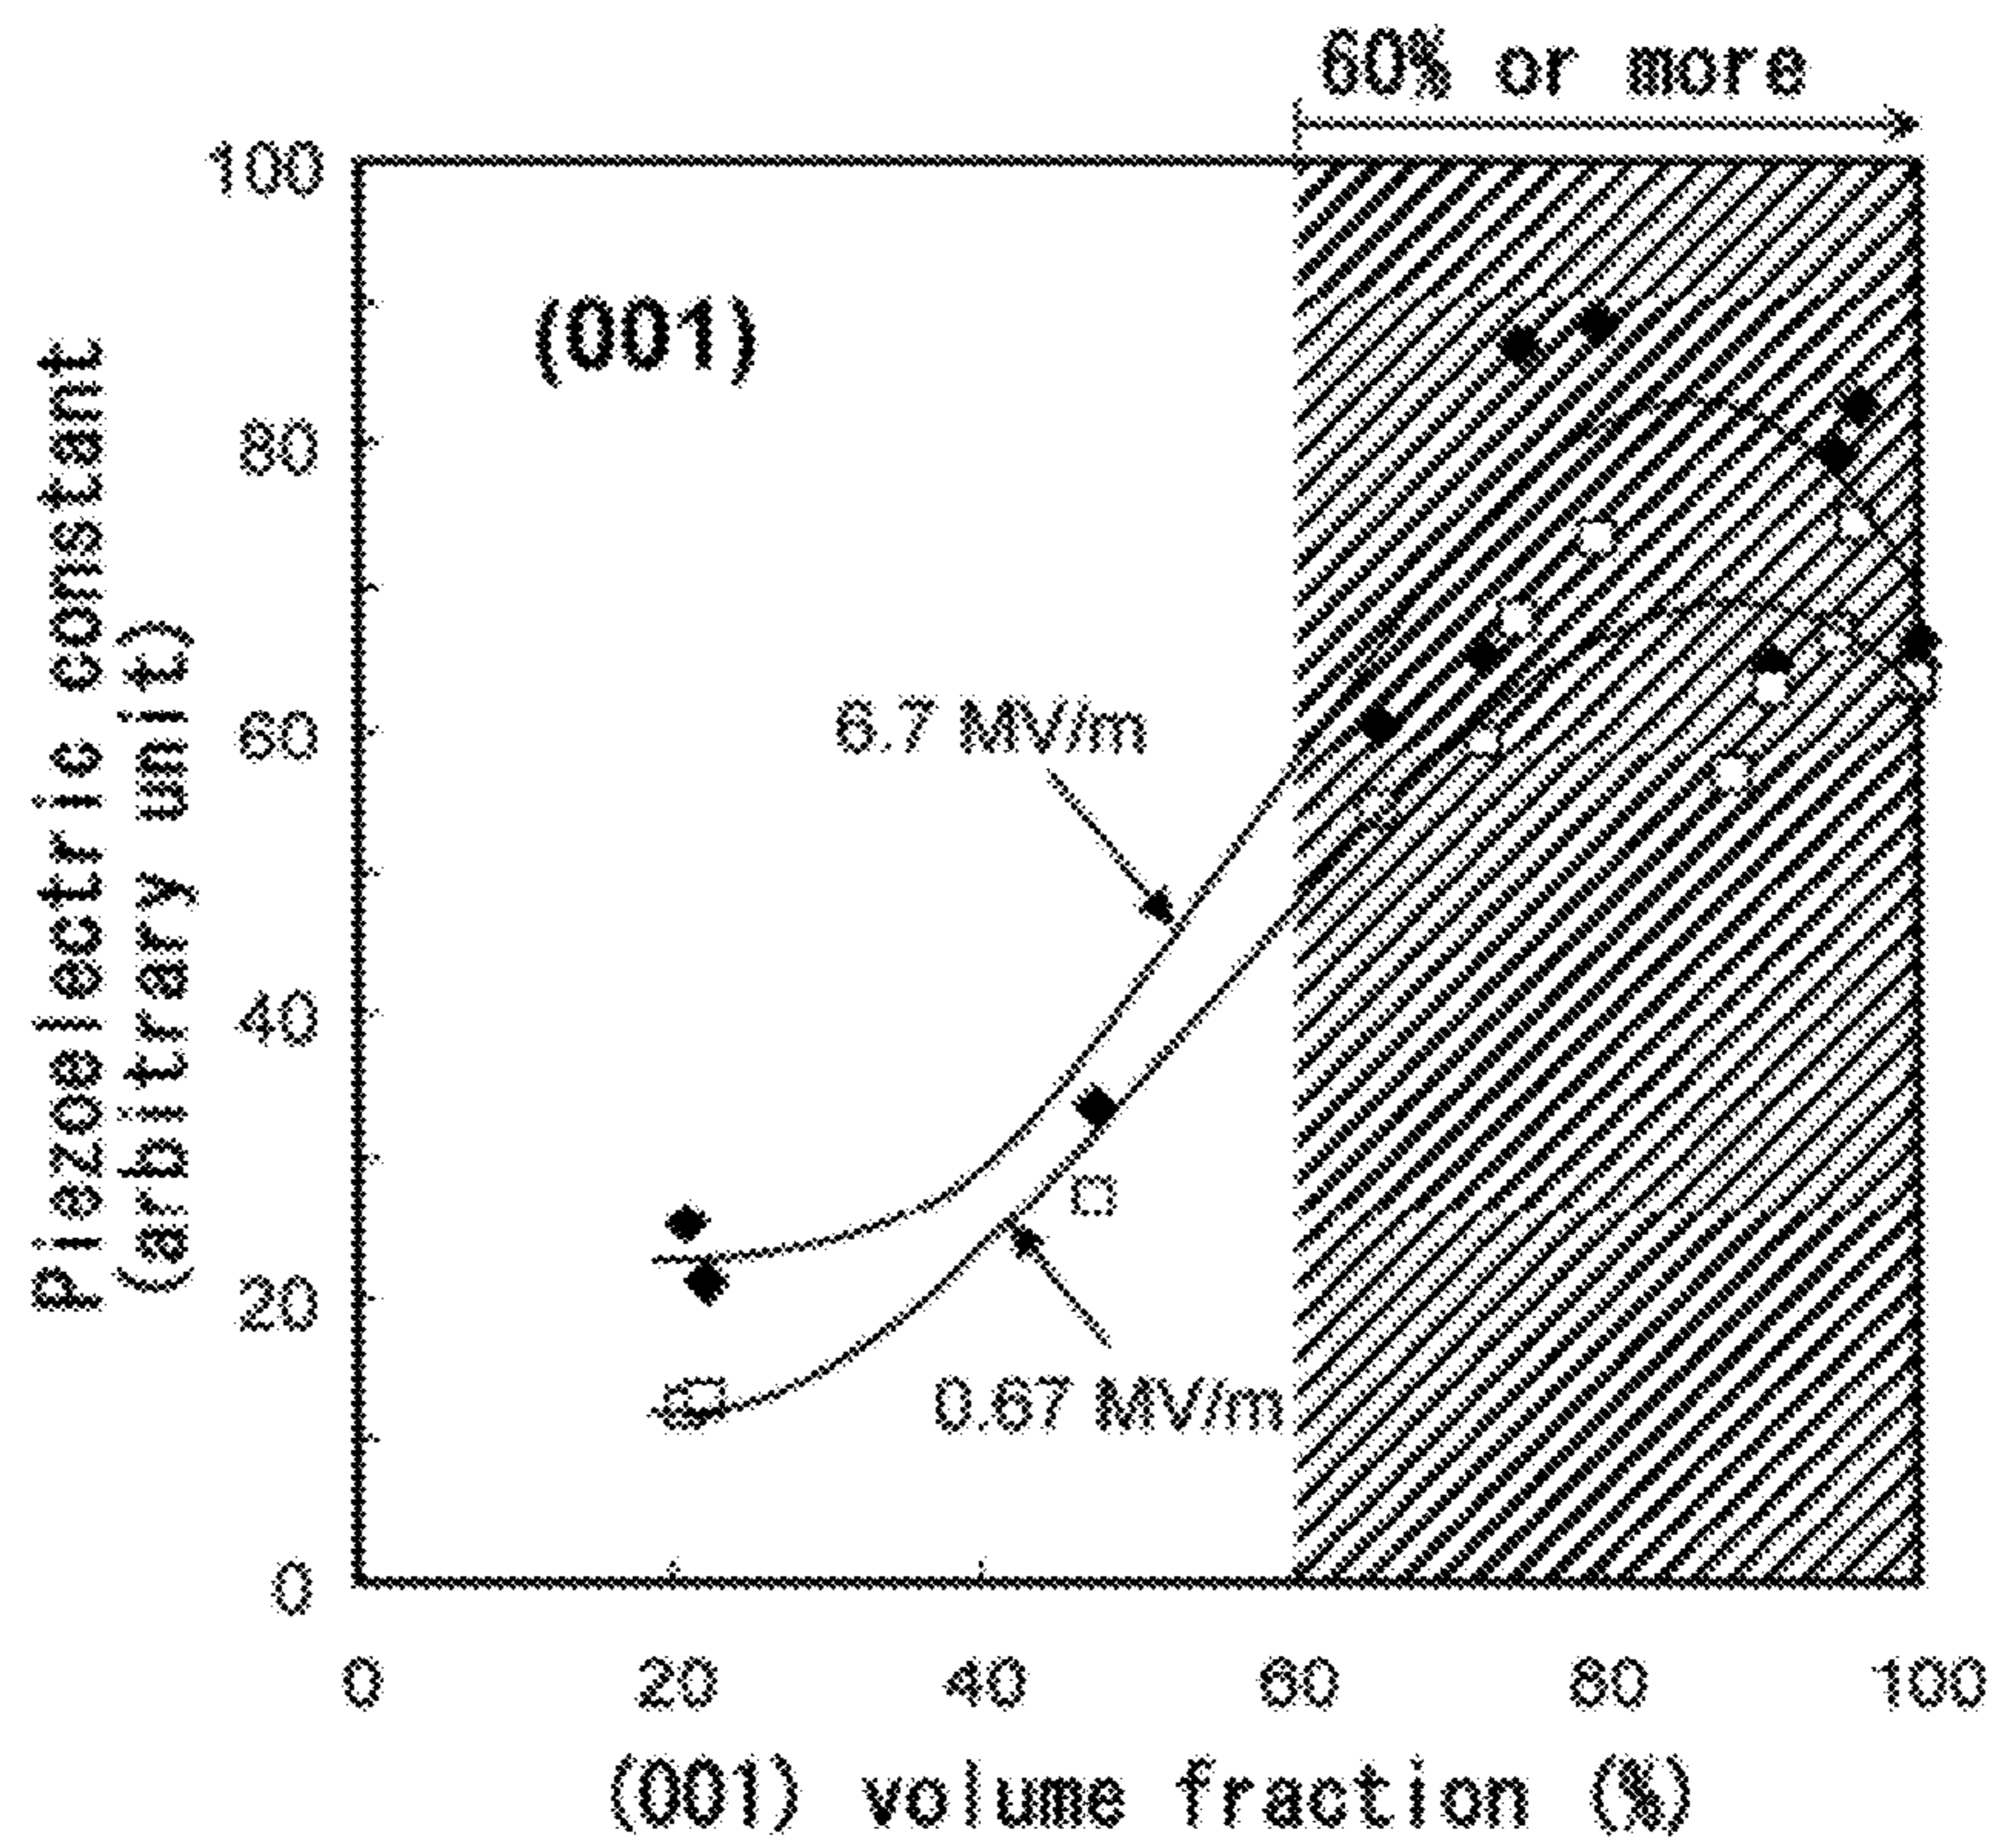 60% or more
100
(001)
80
6.7 MV/m
60
40
20
0.67 MV/m
0
Piezoelectric constant
(arbitrary unit)
0 20 40 60 80 100
(001) volume fraction (%)